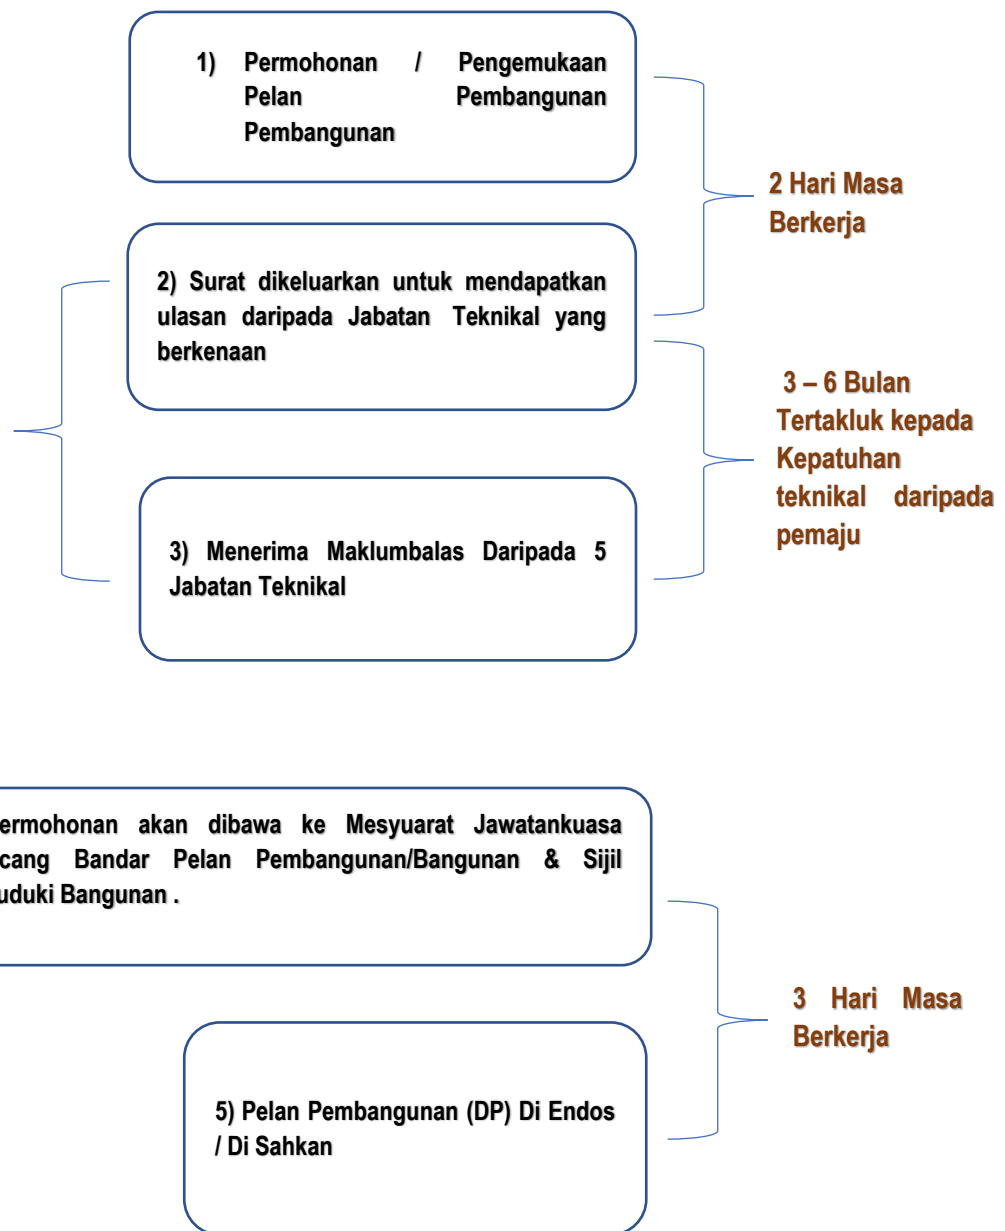 1) Permohonan / Pengemukaan
Pelan Pembangunan
Pembangunan
2 Hari Masa
Berkerja
2) Surat dikeluarkan untuk mendapatkan
ulasan daripada Jabatan Teknikal yang
berkenaan
3 – 6 Bulan
Tertakluk kepada
Kepatuhan
teknikal daripada
pemaju
3) Menerima Maklumbalas Daripada 5
Jabatan Teknikal
ermohonan akan dibawa ke Mesyuarat Jawatankuasa
cang Bandar Pelan Pembangunan/Bangunan & Sijil
uduki Bangunan .
3 Hari Masa
Berkerja
5) Pelan Pembangunan (DP) Di Endos
/ Di Sahkan